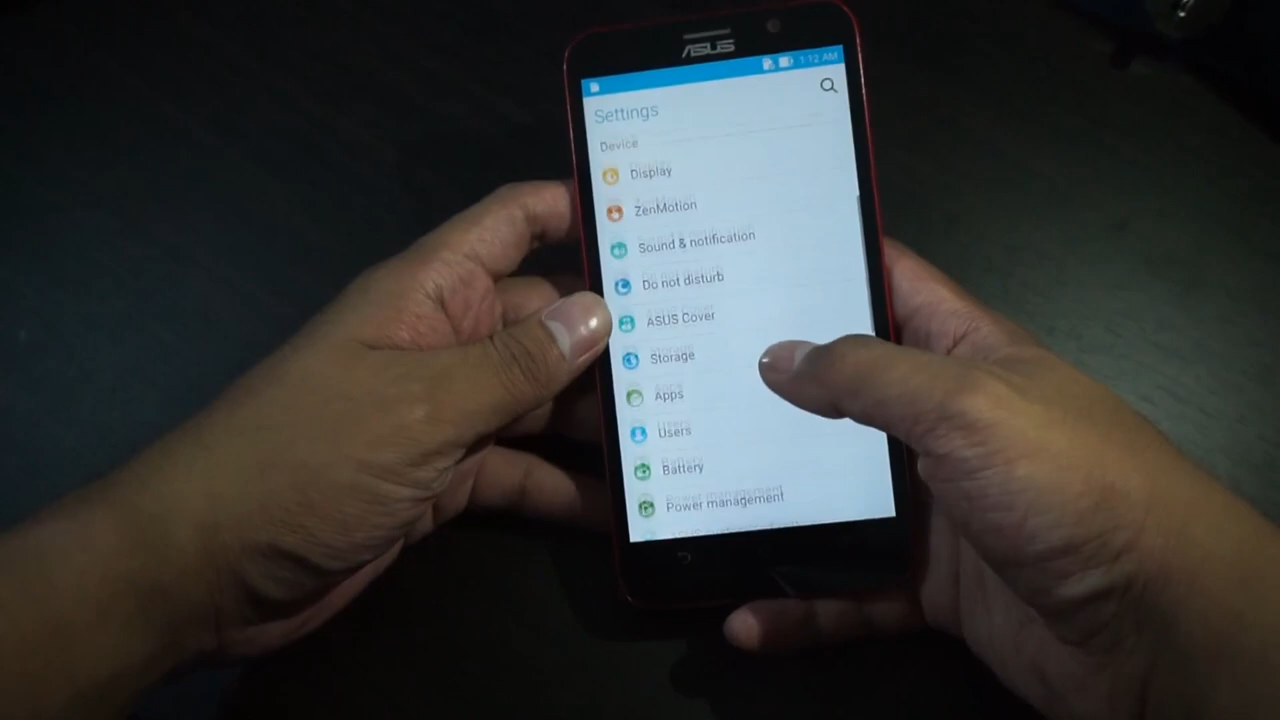 ASUS
1:12 AM
Settings
Device
Display
ZenMotion
Sound & notification
Do not disturb
ASUS Cover
Storage
Apps
Users
Battery
Power management